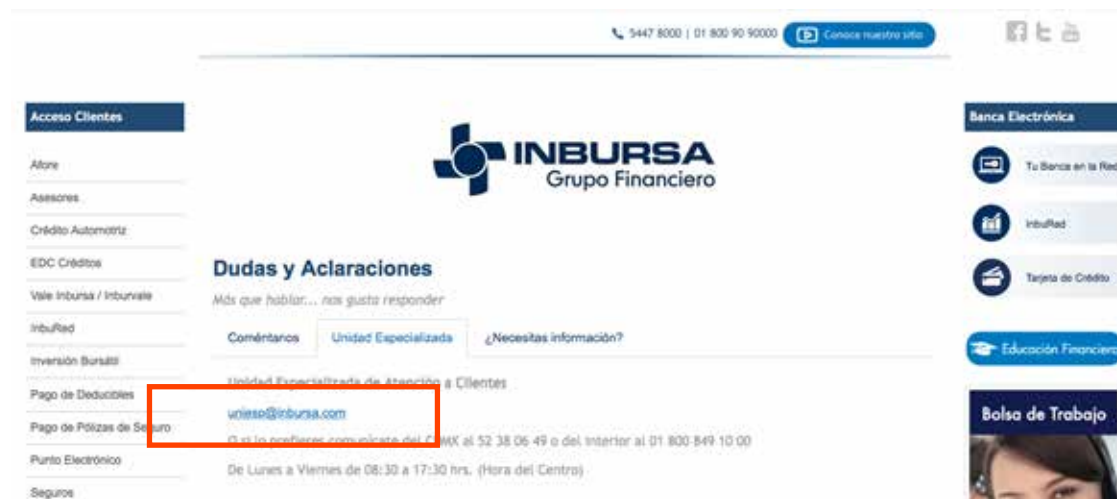 5447 8000 | 01 800 90 90000
Conoce nuestro sitio
Acceso Clientes
Afore
Asesores
Crédito Automotriz
EDC Créditos
Vale Inbursa / Inburvale
InbuRed
Inversión Bursátil
Pago de Deducibles
Pago de Pólizas de Seguro
Punto Electrónico
Seguros
INBURSA
Grupo Financiero
Dudas y Aclaraciones
Más que hablar... nos gusta responder
Coméntanos
Unidad Especializada
¿Necesitas información?
Unidad Especializada de Atención a Clientes
uniesp@inbursa.com
O si lo prefieres comunícate del CDMX al 52 38 06 49 o del interior al 01 800 849 10 00
De Lunes a Viernes de 08:30 a 17:30 hrs. (Hora del Centro)
Banca Electrónica
Tu Banca en la Red
InbuRed
Tarjeta de Crédito
Educación Financiera
Bolsa de Trabajo